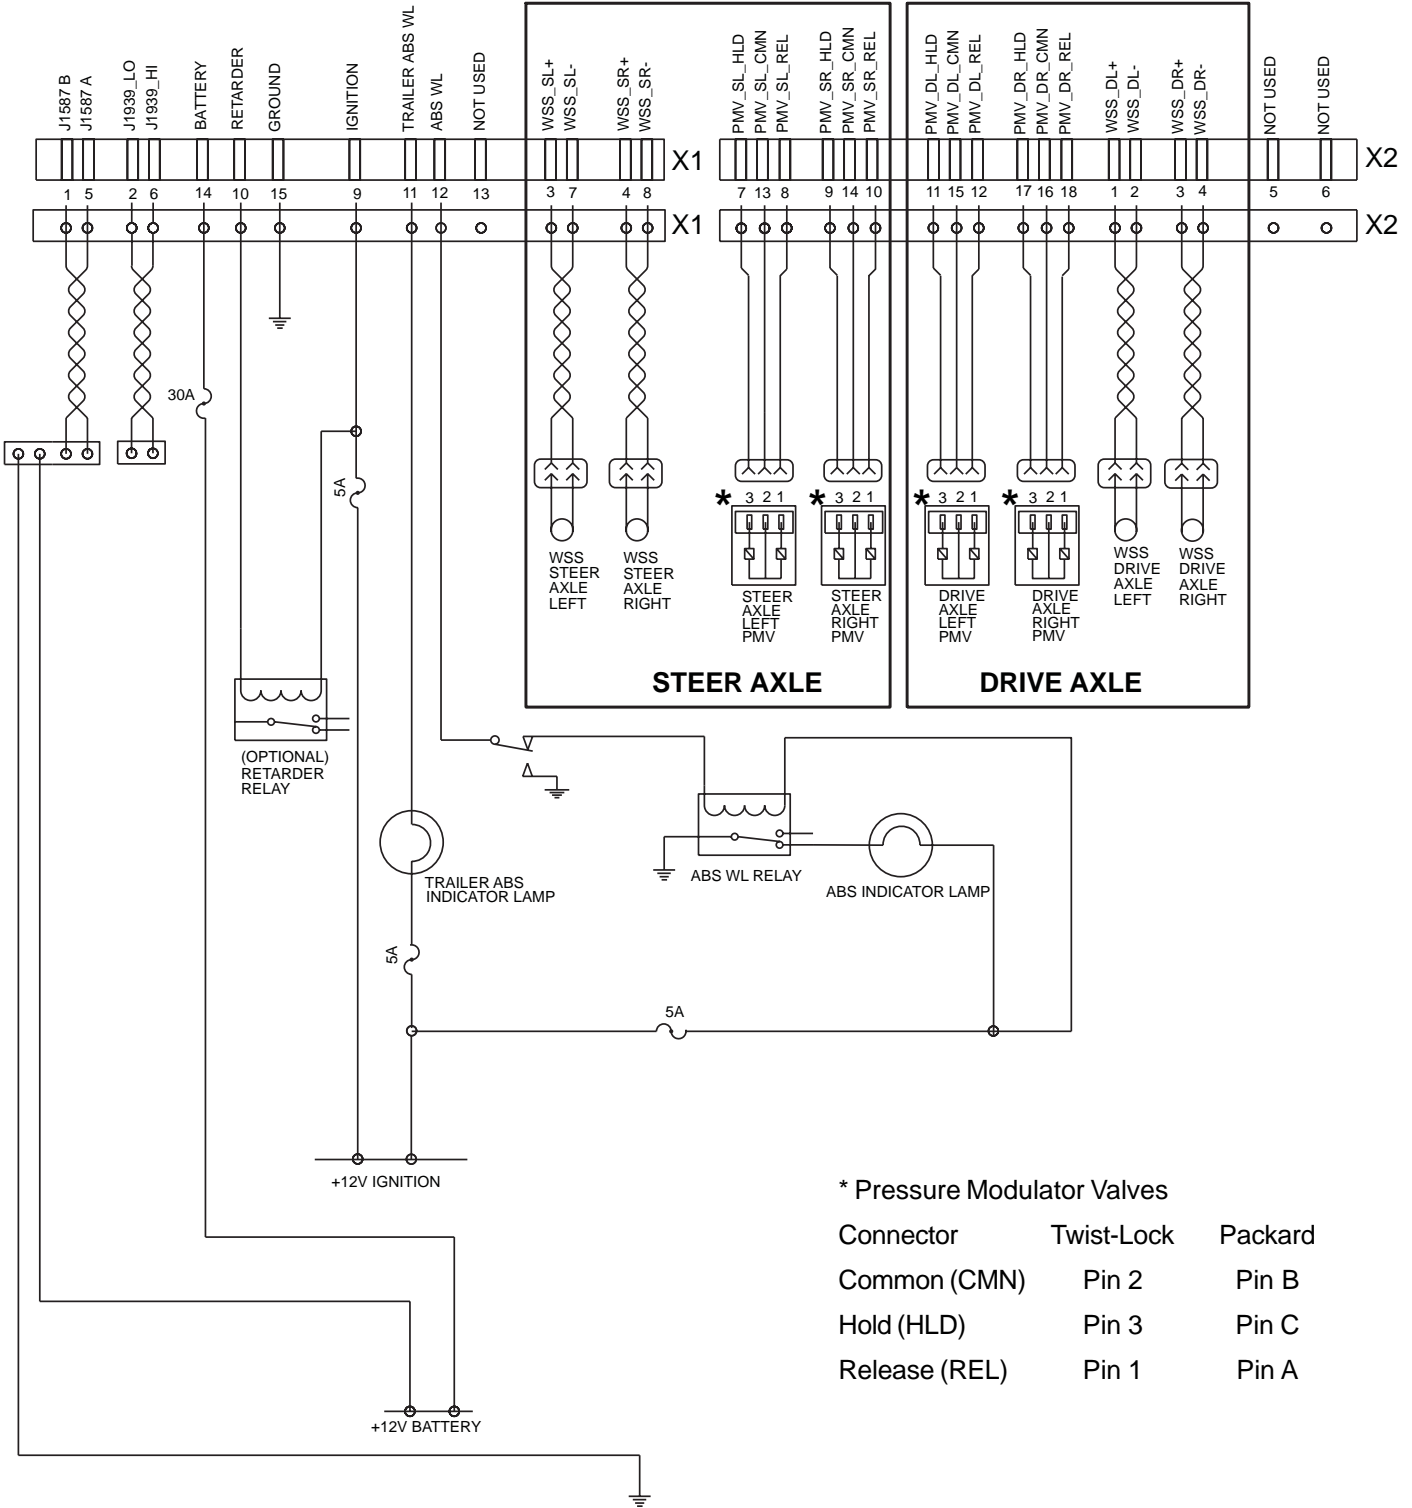 J1587 B
J1587 A
J1939_LO
J1939_HI
BATTERY
RETARDER
GROUND
IGNITION
TRAILER ABS WL
ABS WL
NOT USED
WSS_SL+
WSS_SL-
WSS_SR+
WSS_SR-
PMV_SL_HLD
PMV_SL_CMN
PMV_SL_REL
PMV_SR_HLD
PMV_SR_CMN
PMV_SR_REL
PMV_DL_HLD
PMV_DL_CMN
PMV_DL_REL
PMV_DR_HLD
PMV_DR_CMN
PMV_DR_REL
WSS_DL+
WSS_DL-
WSS_DR+
WSS_DR-
NOT USED
NOT USED
X1
X2
1 5 2 6 14 10 15 9 11 12 13 3 7 4 8 7 13 8 9 14 10 11 15 12 17 16 18 1 2 3 4 5 6
X1
X2
30A
5A
* 3 2 1
* 3 2 1
* 3 2 1
* 3 2 1
WSS
STEER
AXLE
LEFT
WSS
STEER
AXLE
RIGHT
STEER
AXLE
LEFT
PMV
STEER
AXLE
RIGHT
PMV
DRIVE
AXLE
LEFT
PMV
DRIVE
AXLE
RIGHT
PMV
WSS
DRIVE
AXLE
LEFT
WSS
DRIVE
AXLE
RIGHT
STEER AXLE
DRIVE AXLE
(OPTIONAL)
RETARDER
RELAY
TRAILER ABS
INDICATOR LAMP
ABS WL RELAY
ABS INDICATOR LAMP
5A
5A
+12V IGNITION
+12V BATTERY
* Pressure Modulator Valves
Connector Twist-Lock Packard
Common (CMN) Pin 2 Pin B
Hold (HLD) Pin 3 Pin C
Release (REL) Pin 1 Pin A